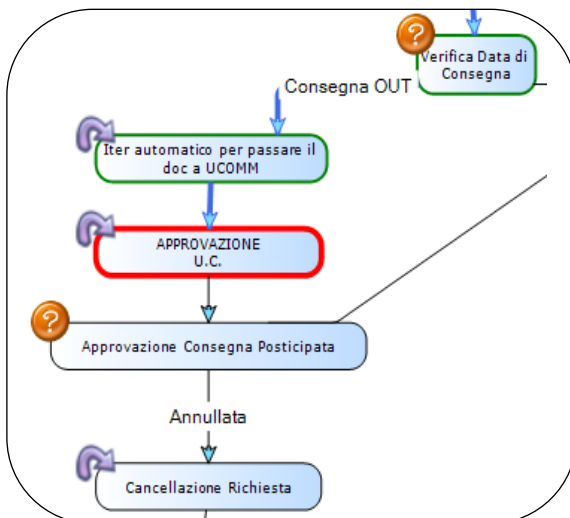 ?
Verifica Data di
Consegna
Consegna OUT
Iter automatico per passare il
doc a UCOMM
APPROVAZIONE
U.C.
?
Approvazione Consegna Posticipata
Annullata
Cancellazione Richiesta